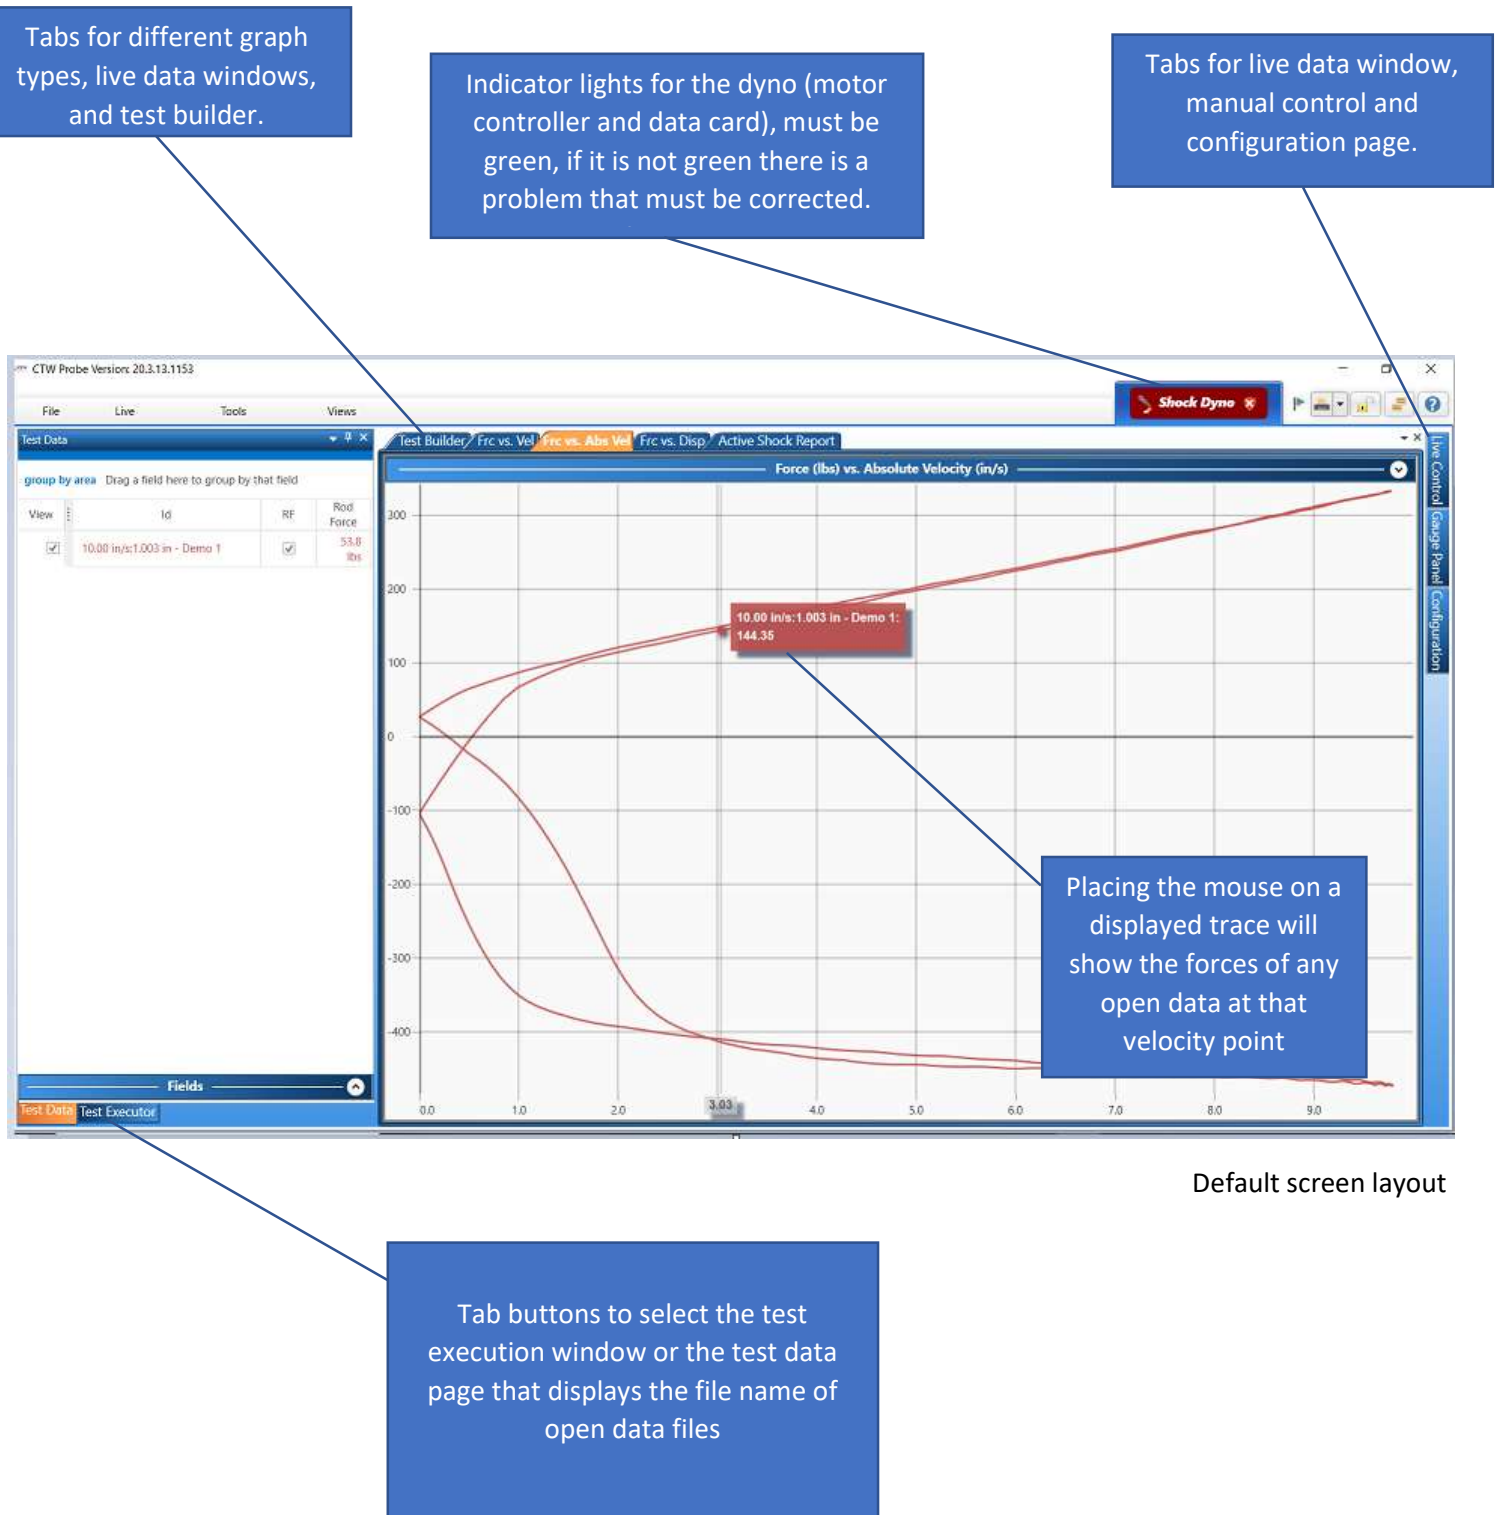 Tabs for different graph
types, live data windows,
and test builder.
Indicator lights for the dyno (motor
controller and data card), must be
green, if it is not green there is a
problem that must be corrected.
Tabs for live data window,
manual control and
configuration page.
CTW Probe Version: 20.3.13.1153
File Live Tools Views
Shock Dyno
Test Data
Test Builder Frc vs. Vel Frc vs. Abs Vel Frc vs. Disp Active Shock Report
Force (lbs) vs. Absolute Velocity (in/s)
group by area Drag a field here to group by that field
View Id RF Rod
Force
10.00 in/s:1.003 in - Demo 1 53.8
lbs
Live Control
Gauge Panel
Configuration
300
200
100
0
-100
-200
-300
-400
10.00 in/s:1.003 in - Demo 1:
144.35
Placing the mouse on a
displayed trace will
show the forces of any
open data at that
velocity point
0.0 1.0 2.0 3.03 4.0 5.0 6.0 7.0 8.0 9.0
Fields
Test Data Test Executor
Default screen layout
Tab buttons to select the test
execution window or the test data
page that displays the file name of
open data files